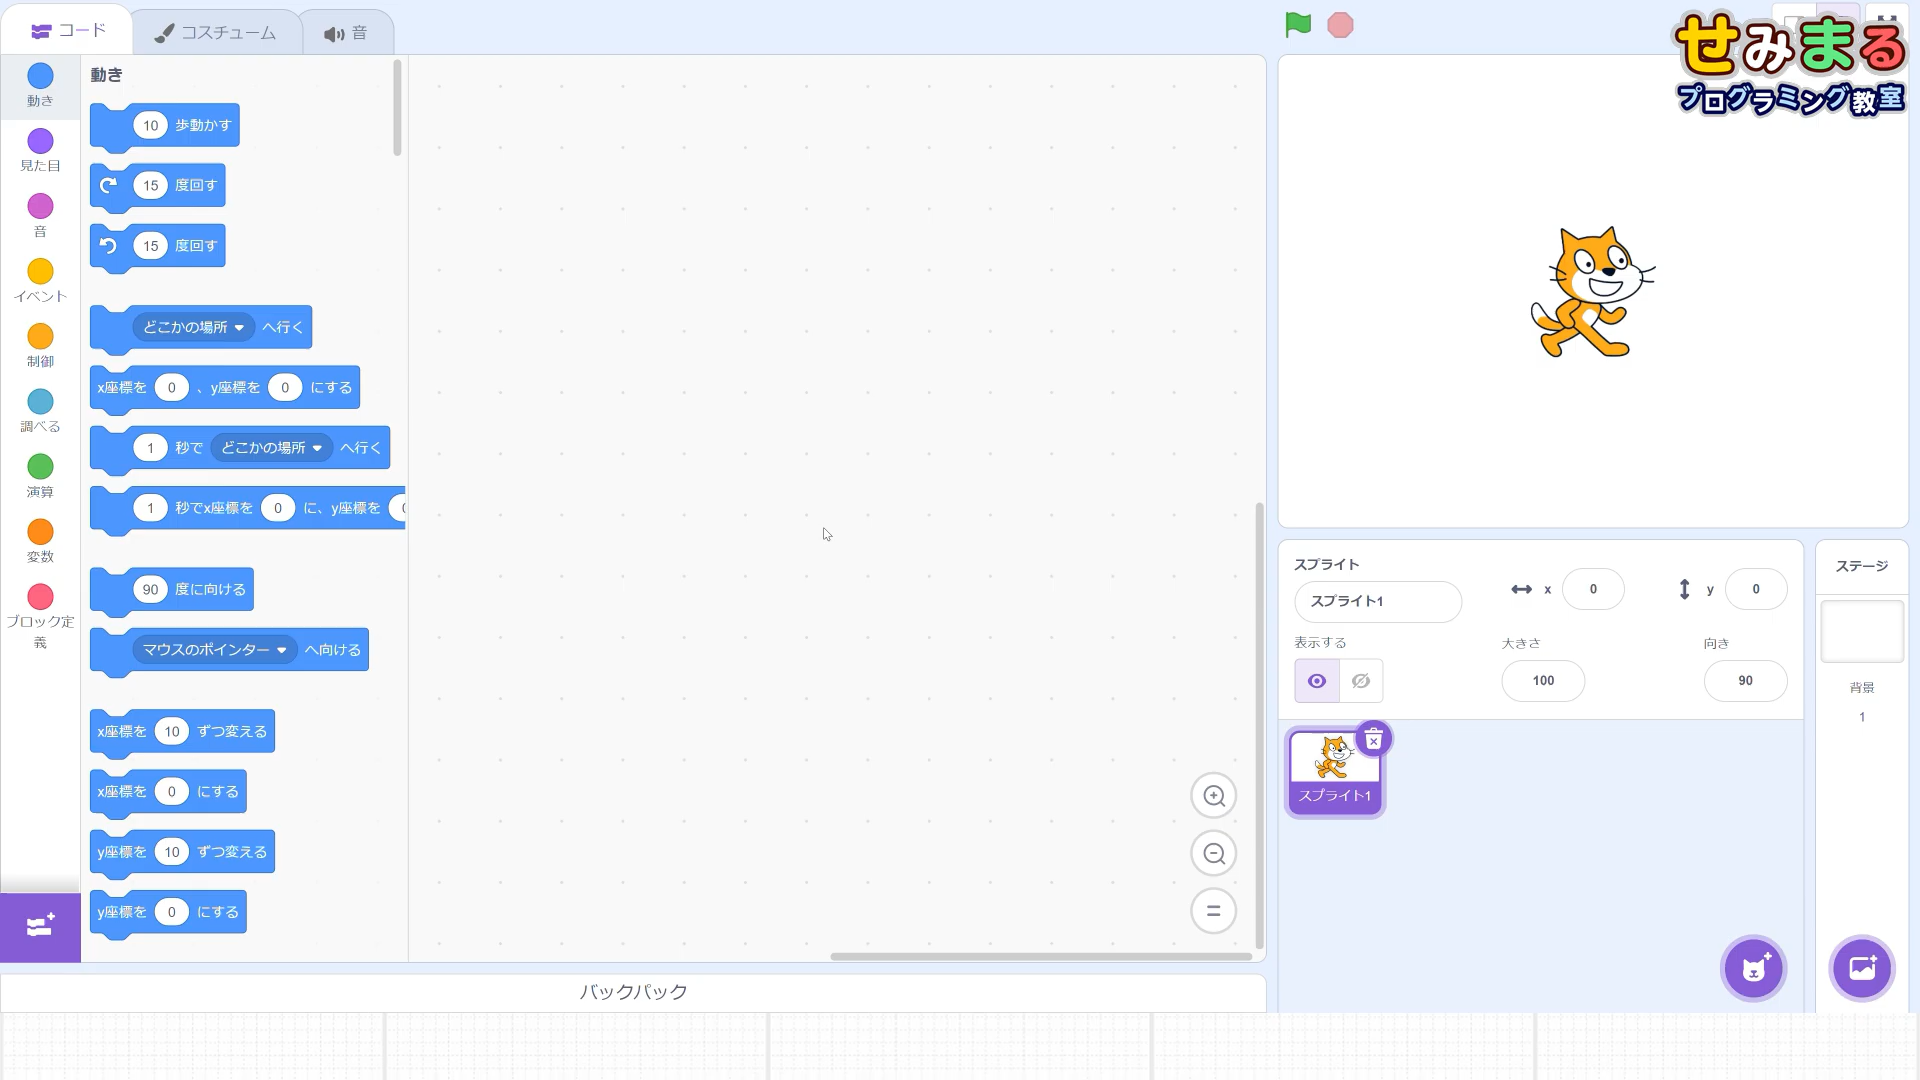 コード
コスチューム
音
せみまる
プログラミング教室
動き
見た目
音
イベント
制御
調べる
演算
変数
ブロック定
義
動き
10 歩動かす
15 度回す
15 度回す
どこかの場所 へ行く
x座標を 0 、y座標を 0 にする
1 秒で どこかの場所 へ行く
1 秒でx座標を 0 に、y座標を
90 度に向ける
マウスのポインター へ向ける
x座標を 10 ずつ変える
x座標を 0 にする
y座標を 10 ずつ変える
y座標を 0 にする
バックパック
スプライト
スプライト1
x 0
y 0
表示する
大きさ
100
向き
90
スプライト1
ステージ
背景
1